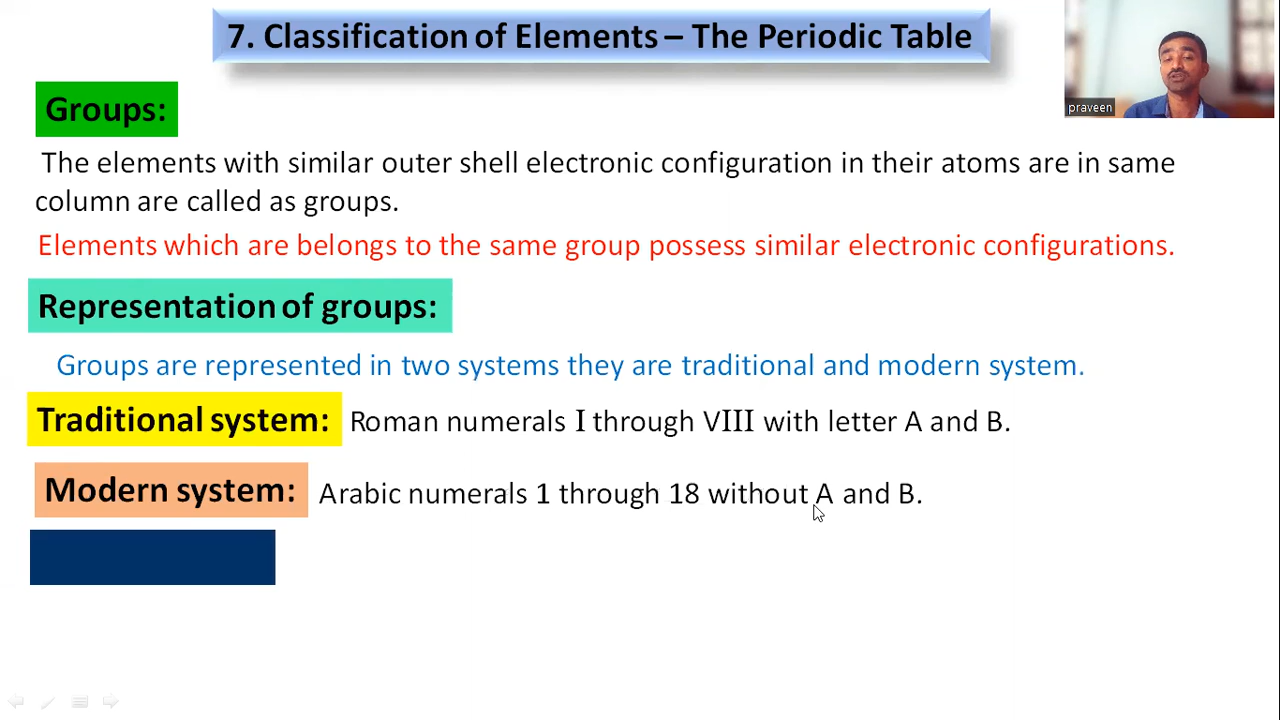 7. Classification of Elements – The Periodic Table
praveen
Groups:
The elements with similar outer shell electronic configuration in their atoms are in same
column are called as groups.
Elements which are belongs to the same group possess similar electronic configurations.
Representation of groups:
Groups are represented in two systems they are traditional and modern system.
Traditional system: Roman numerals I through VIII with letter A and B.
Modern system: Arabic numerals 1 through 18 without A and B.